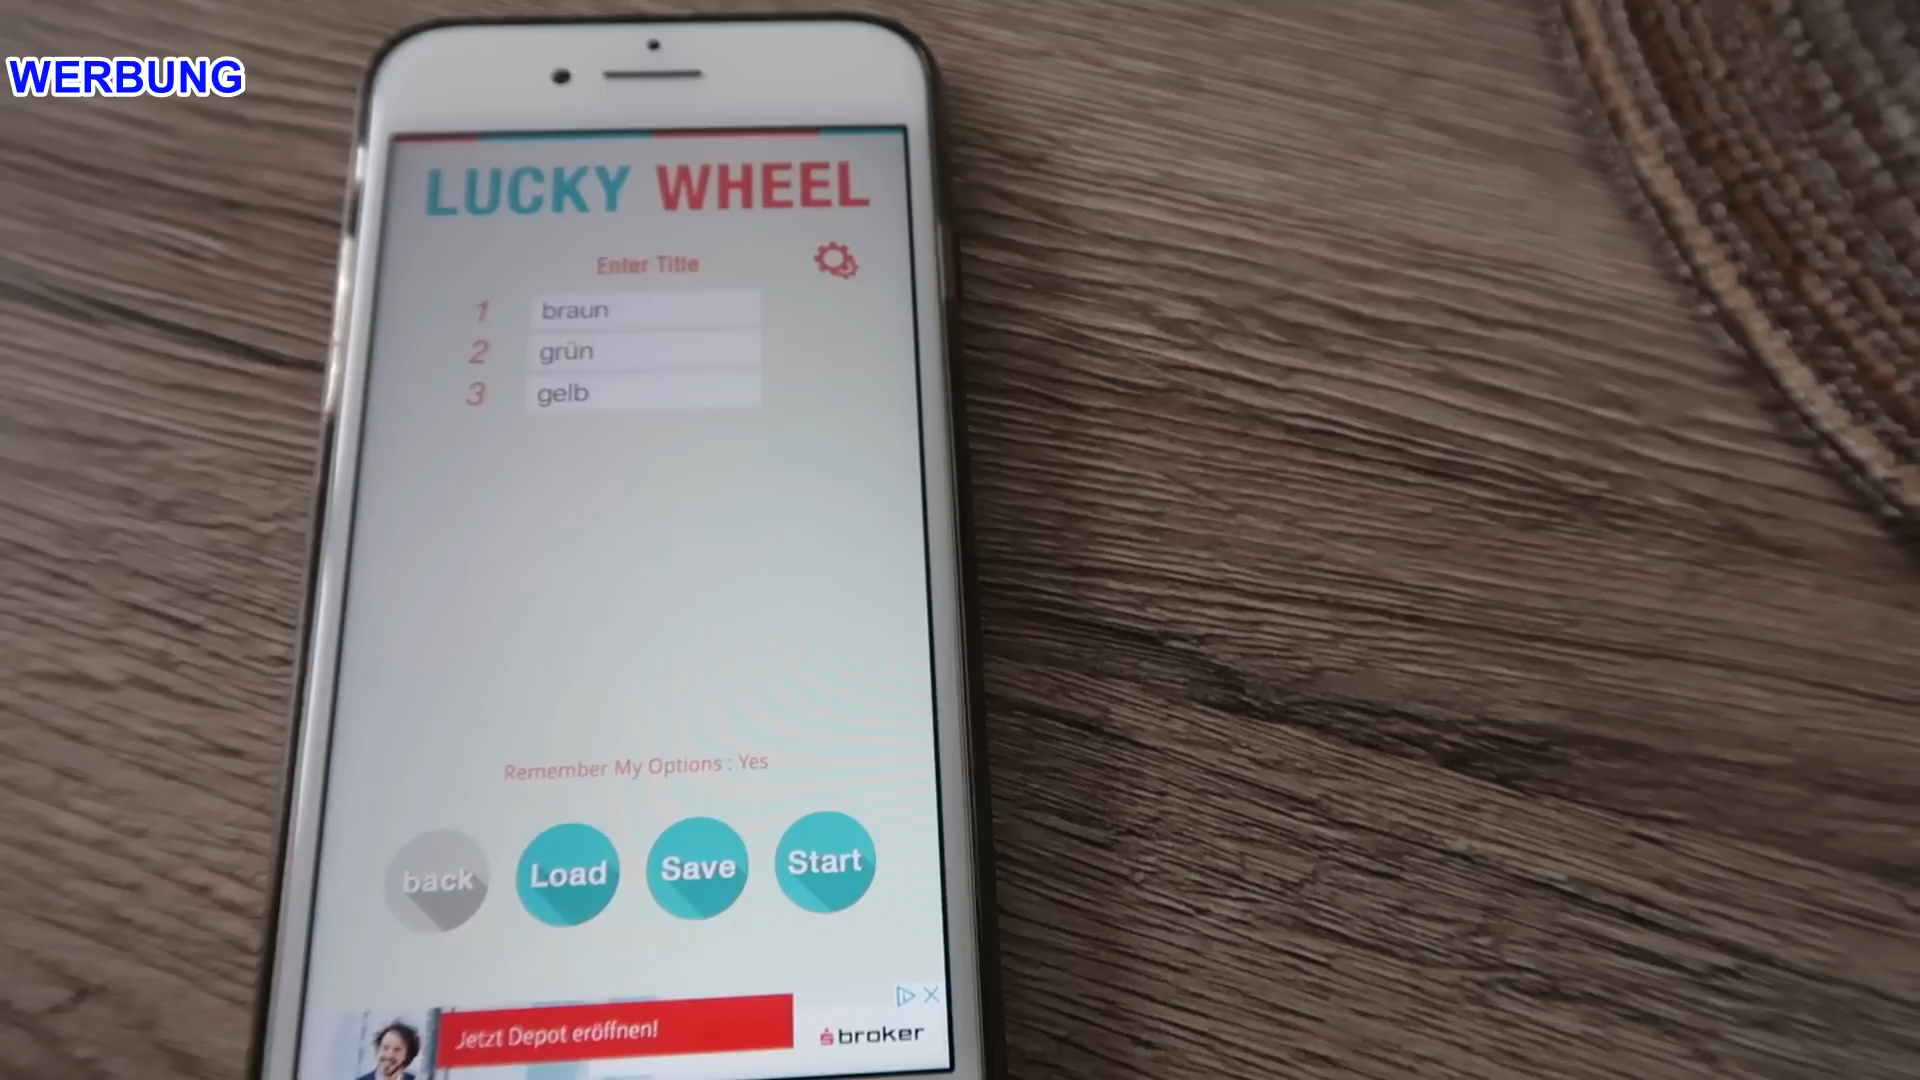 WERBUNG
LUCKY WHEEL
Enter Title
1 braun
2 grün
3 gelb
Remember My Options : Yes
back Load Save Start
Jetzt Depot eröffnen!
broker